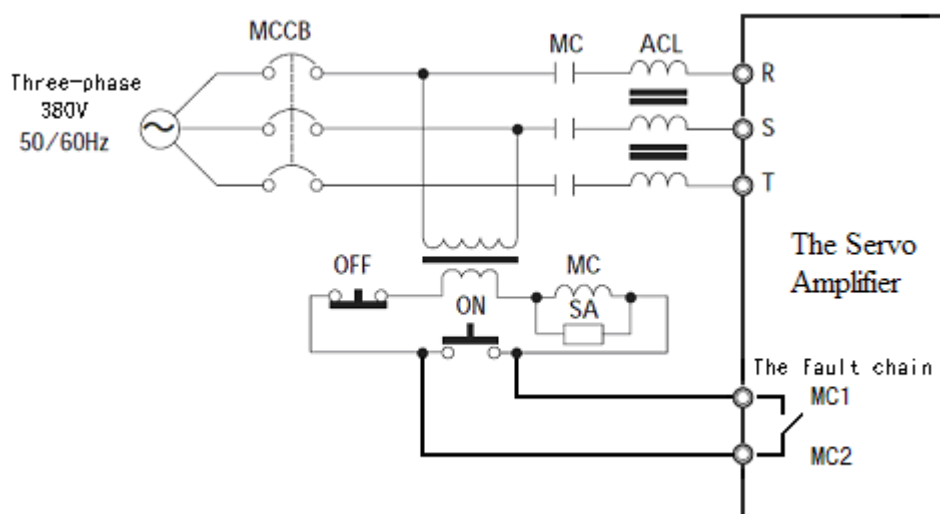 MCCB
MC
ACL
Three-phase
380V
50/60Hz
R
S
T
The Servo
Amplifier
OFF
MC
ON
SA
The fault chain
MC1
MC2